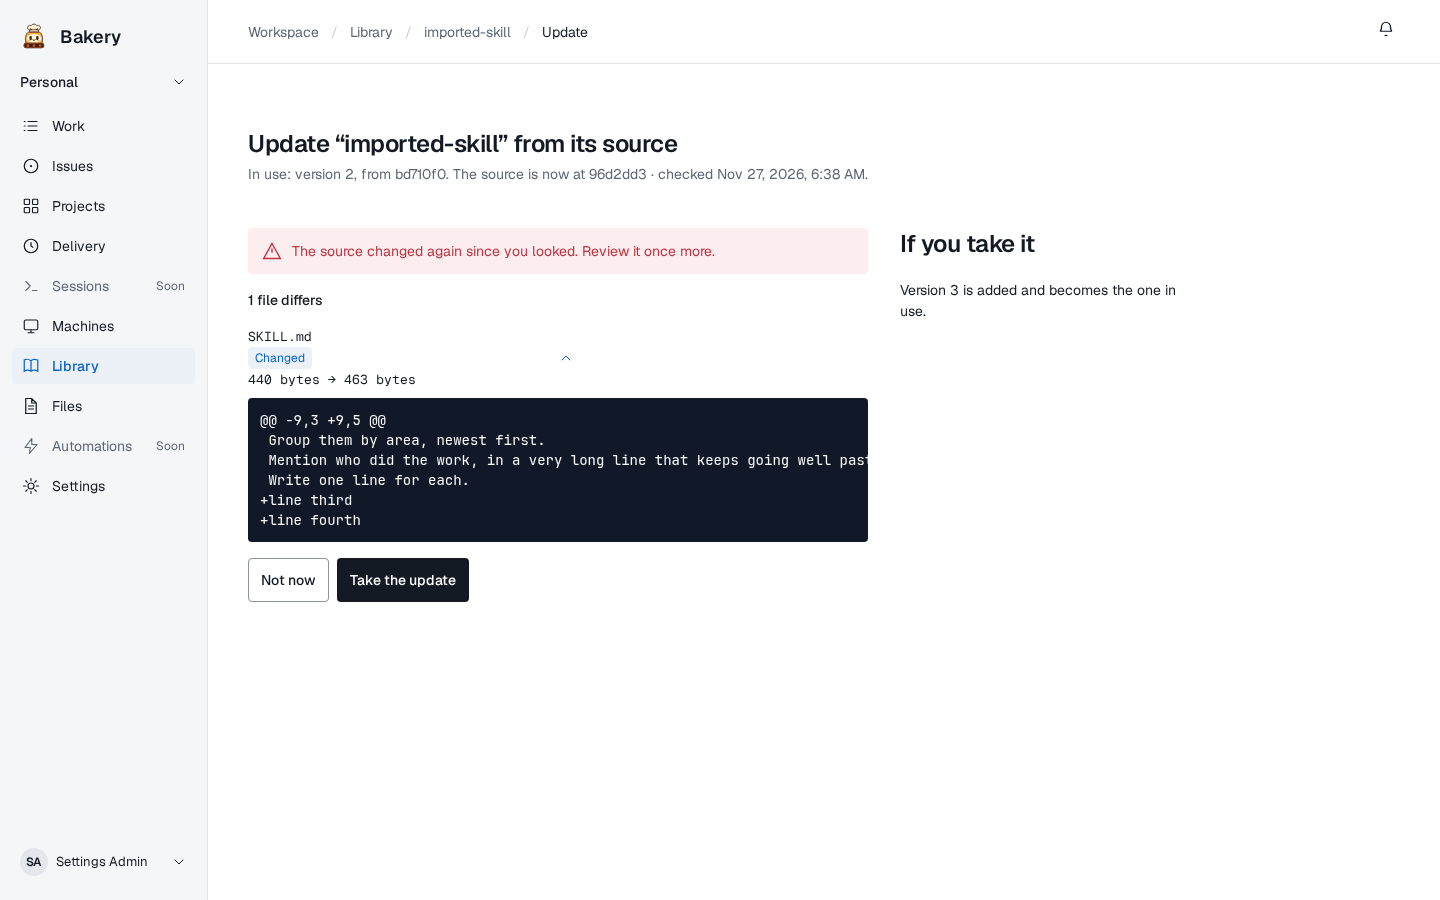 Bakery
Personal
Work
Issues
Projects
Delivery
Sessions Soon
Machines
Library
Files
Automations Soon
Settings
SA Settings Admin
Workspace / Library / imported-skill / Update
Update “imported-skill” from its source
In use: version 2, from bd710f0. The source is now at 96d2dd3 · checked Nov 27, 2026, 6:38 AM.
The source changed again since you looked. Review it once more.
1 file differs
SKILL.md
Changed
440 bytes → 463 bytes
@@ -9,3 +9,5 @@
 Group them by area, newest first.
 Mention who did the work, in a very long line that keeps going well past
 Write one line for each.
+line third
+line fourth
Not now
Take the update
If you take it
Version 3 is added and becomes the one in
use.